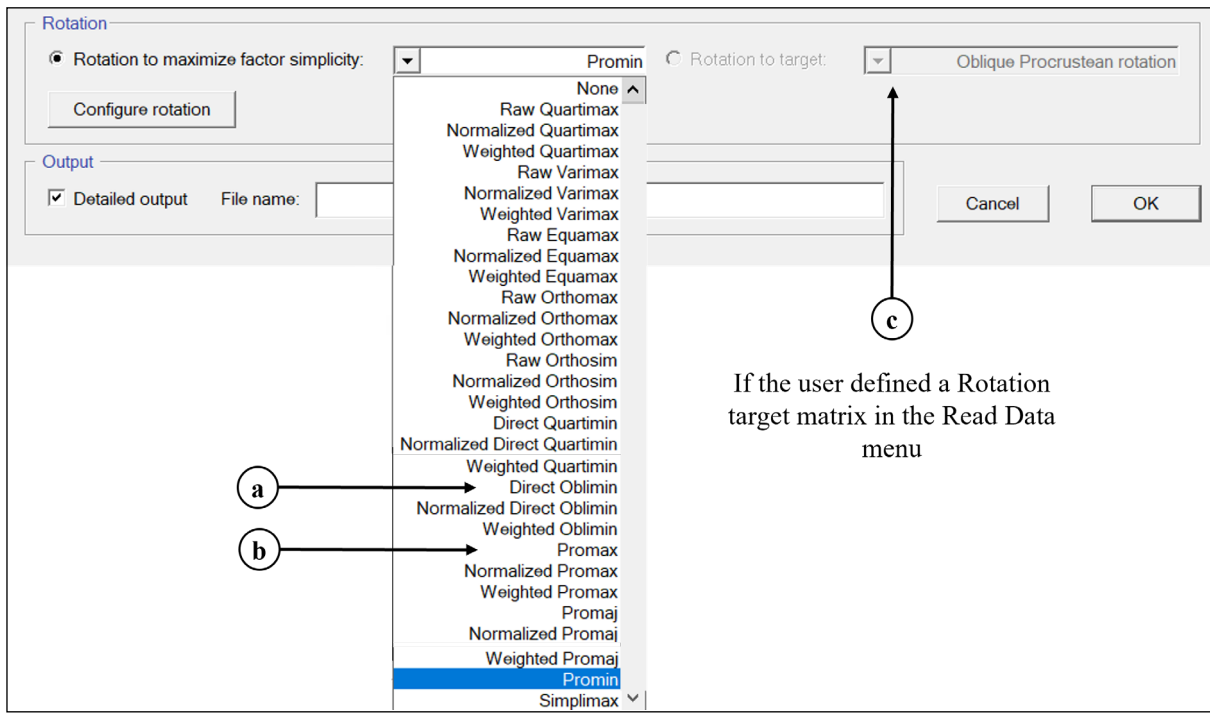 Rotation
Rotation to maximize factor simplicity:
Promin
Rotation to target:
Oblique Procrustean rotation
Configure rotation
None
Raw Quartimax
Normalized Quartimax
Weighted Quartimax
Raw Varimax
Normalized Varimax
Weighted Varimax
Raw Equamax
Normalized Equamax
Weighted Equamax
Raw Orthomax
Normalized Orthomax
Weighted Orthomax
Raw Orthosim
Normalized Orthosim
Weighted Orthosim
Direct Quartimin
Normalized Direct Quartimin
Weighted Quartimin
Direct Oblimin
Normalized Direct Oblimin
Weighted Oblimin
Promax
Normalized Promax
Weighted Promax
Promaj
Normalized Promaj
Weighted Promaj
Promin
Simplimax
Output
Detailed output
File name:
Cancel
OK
a
b
c
If the user defined a Rotation
target matrix in the Read Data
menu